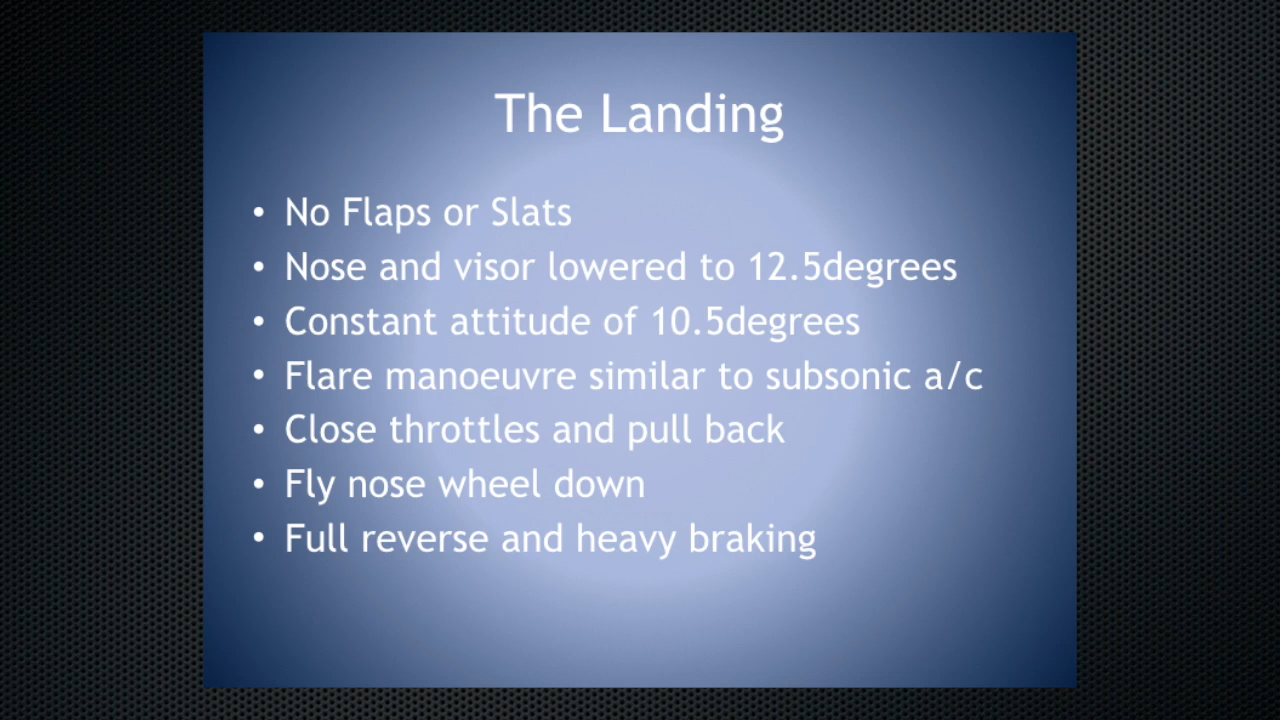 The Landing
• No Flaps or Slats
• Nose and visor lowered to 12.5degrees
• Constant attitude of 10.5degrees
• Flare manoeuvre similar to subsonic a/c
• Close throttles and pull back
• Fly nose wheel down
• Full reverse and heavy braking